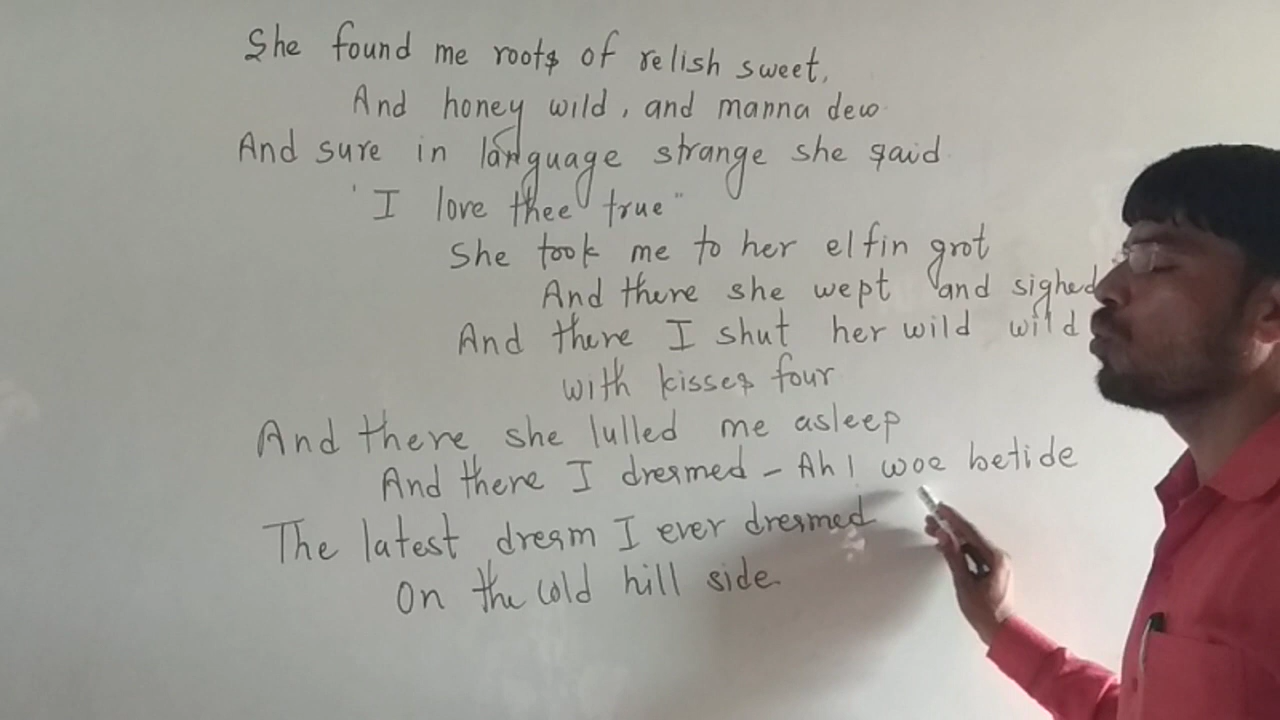 She found me roots of relish sweet,
And honey wild, and manna dew
And sure in language strange she said
'I love thee true"
She took me to her elfin grot
And there she wept and sighed
And there I shut her wild wild
with kisses four
And there she lulled me asleep
And there I dreamed - Ah! woe betide
The latest dream I ever dreamed
On the cold hill side.